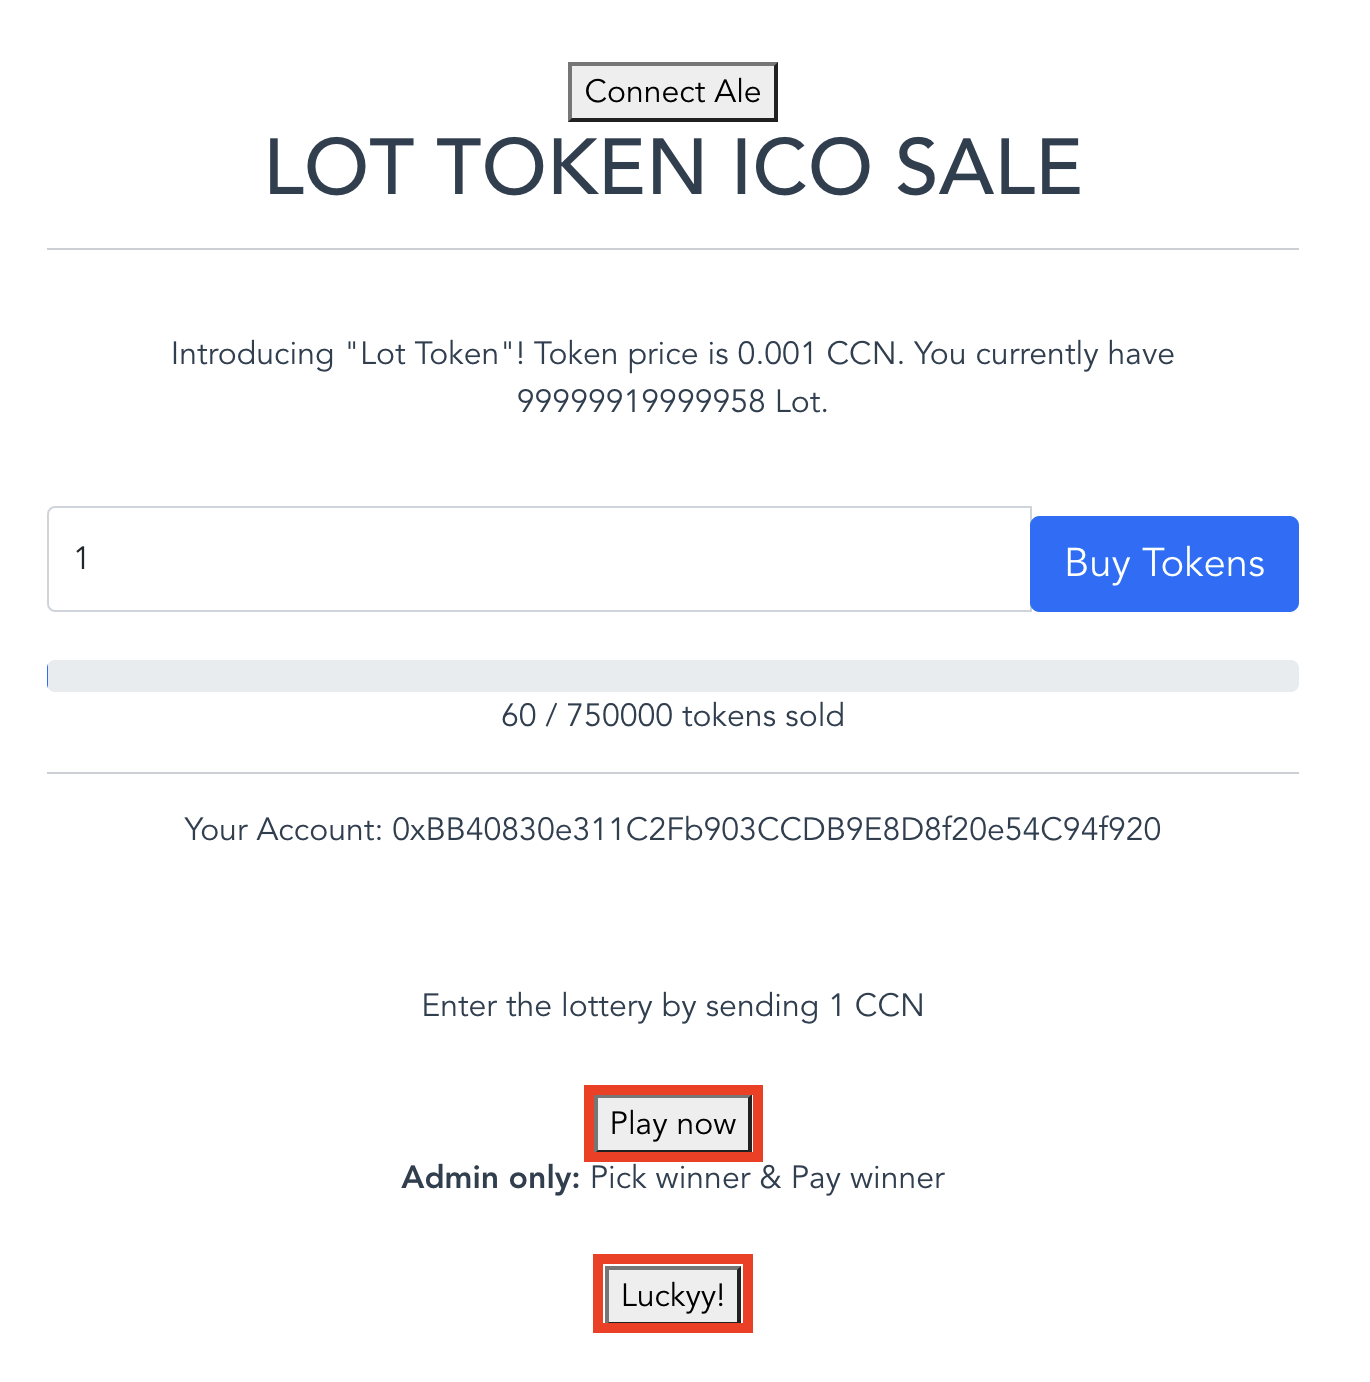 Connect Ale
LOT TOKEN ICO SALE
Introducing "Lot Token"! Token price is 0.001 CCN. You currently have
99999919999958 Lot.
1
Buy Tokens
60 / 750000 tokens sold
Your Account: 0xBB40830e311C2Fb903CCDB9E8D8f20e54C94f920
Enter the lottery by sending 1 CCN
Play now
Admin only: Pick winner & Pay winner
Luckyy!